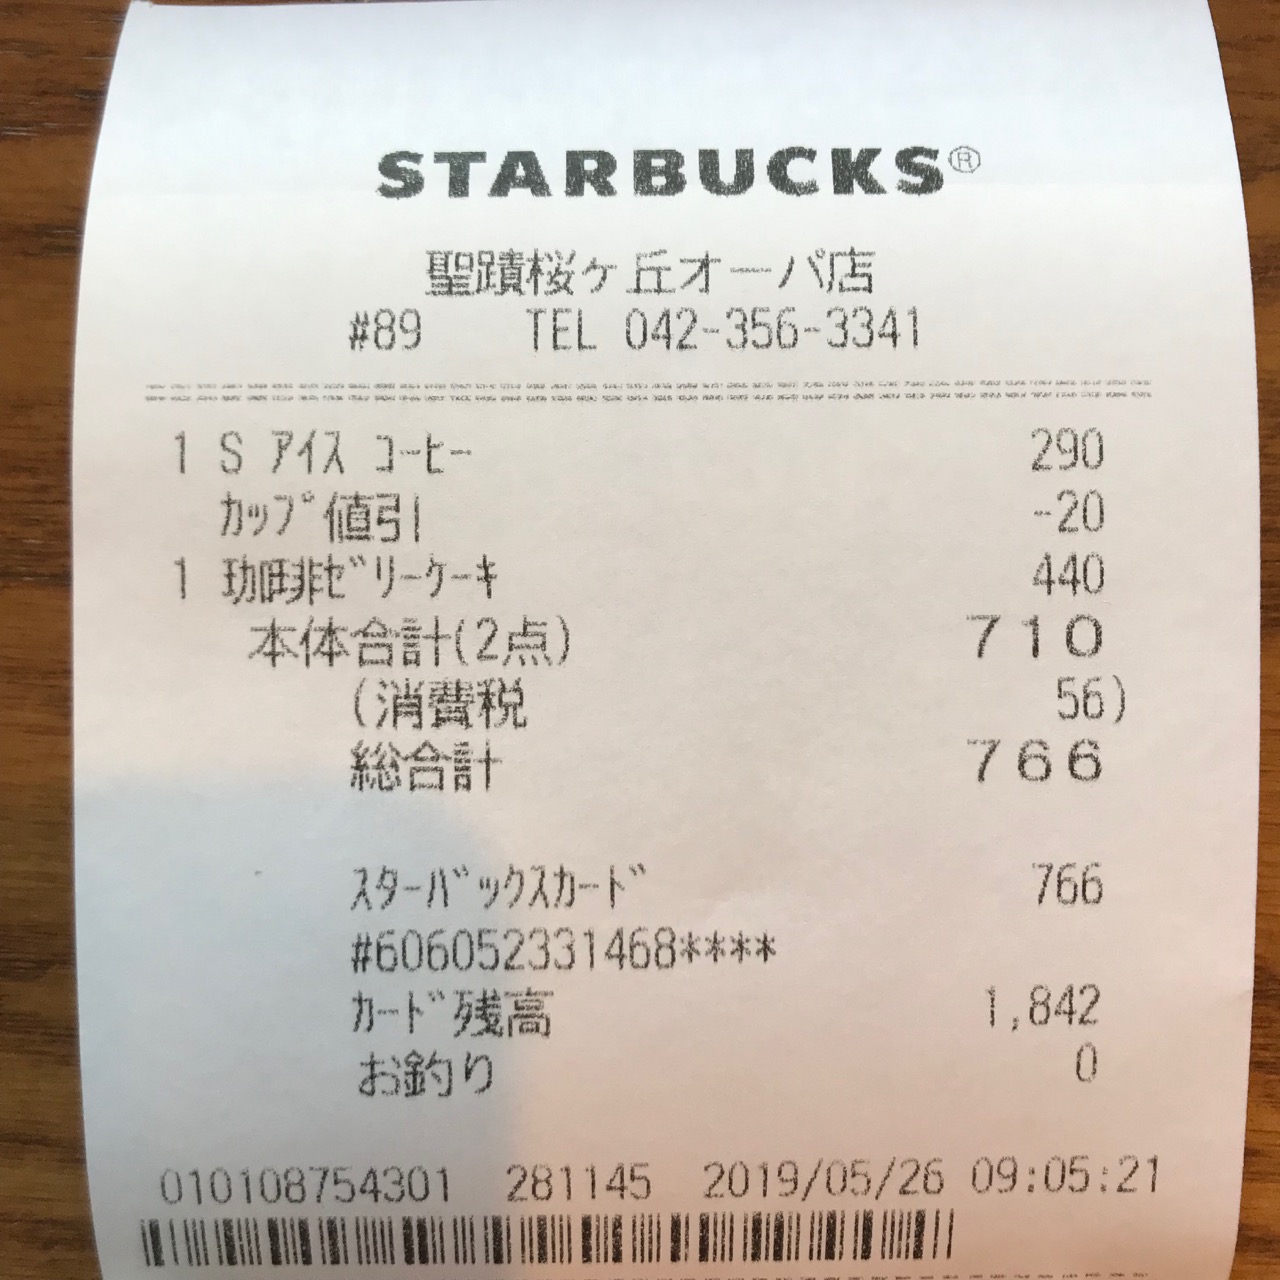 STARBUCKS®
聖蹟桜ヶ丘オーパ店
#89 TEL 042-356-3341
1 S ｱｲｽ ｺｰﾋｰ 290
ｶｯﾌﾟ値引 -20
1 珈琲ｾﾞﾘｰｹｰｷ 440
本体合計(2点) 710
(消費税 56)
総合計 766
ｽﾀｰﾊﾞｯｸｽｶｰﾄﾞ 766
#606052331468****
ｶｰﾄﾞ残高 1,842
お釣り 0
010108754301 281145 2019/05/26 09:05:21